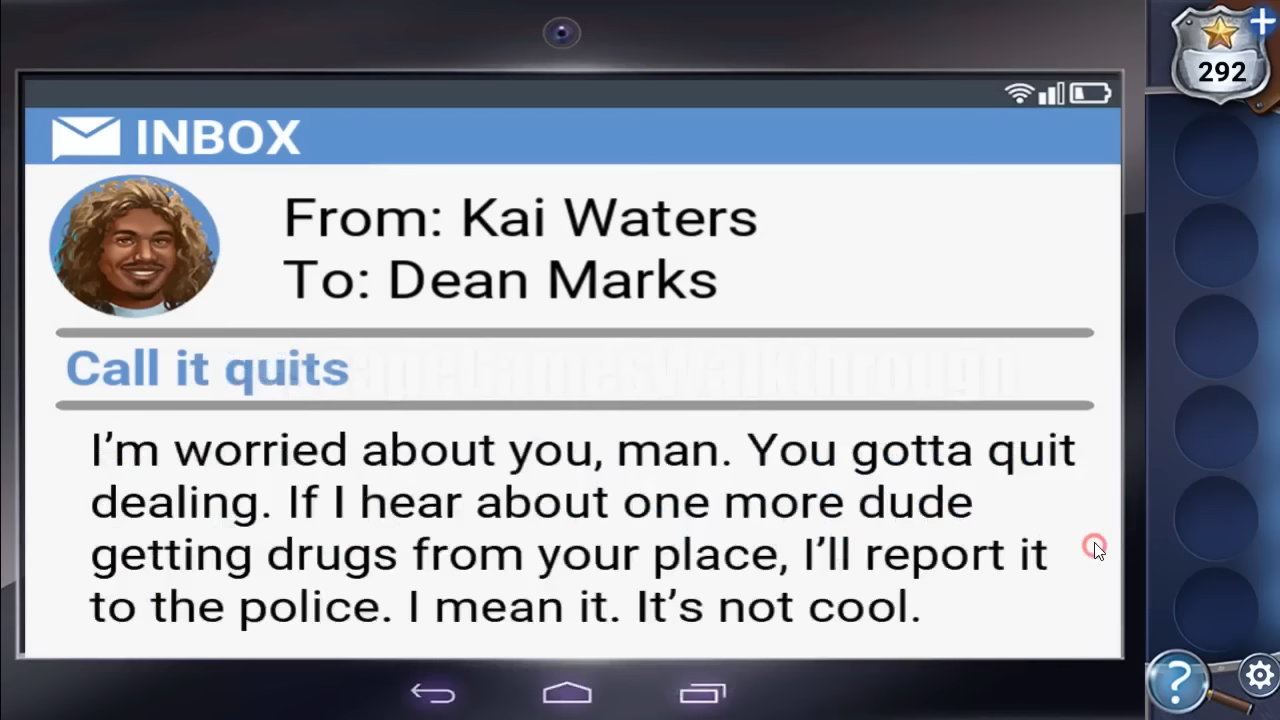 292
INBOX
From: Kai Waters
To: Dean Marks
Call it quits
I'm worried about you, man. You gotta quit
dealing. If I hear about one more dude
getting drugs from your place, I'll report it
to the police. I mean it. It's not cool.
?